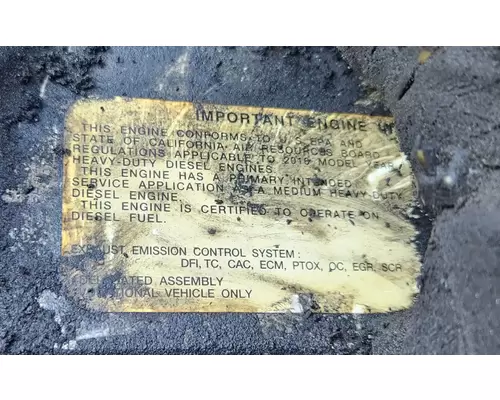 IMPORTANT ENGINE
THIS ENGINE CONFORMS TO U.S. EPA AND
STATE OF CALIFORNIA AIR RESOURCES BOARD
REGULATIONS APPLICABLE TO 2019 MODEL
HEAVY-DUTY DIESEL ENGINES.
THIS ENGINE HAS A PRIMARY INTENDED
SERVICE APPLICATION AS A MEDIUM HEAVY-DUTY
DIESEL ENGINE.
THIS ENGINE IS CERTIFIED TO OPERATE ON
DIESEL FUEL.
EXHAUST EMISSION CONTROL SYSTEM:
DFI, TC, CAC, ECM, PTOX, OC, EGR, SCR
ASSEMBLY
VEHICLE ONLY